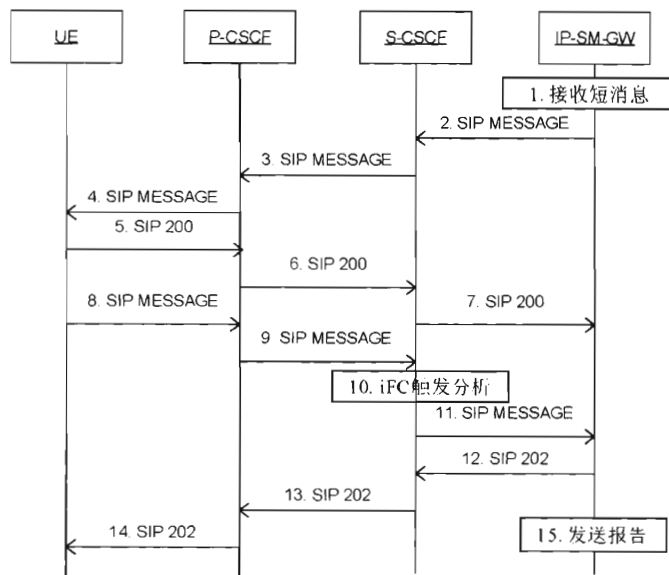 UE
P-CSCF
S-CSCF
IP-SM-GW
1. 接收短消息
2. SIP MESSAGE
3. SIP MESSAGE
4. SIP MESSAGE
5. SIP 200
6. SIP 200
8. SIP MESSAGE
7. SIP 200
9 SIP MESSAGE
10. iFC触发分析
11. SIP MESSAGE
12. SIP 202
13. SIP 202
14. SIP 202
15. 发送报告